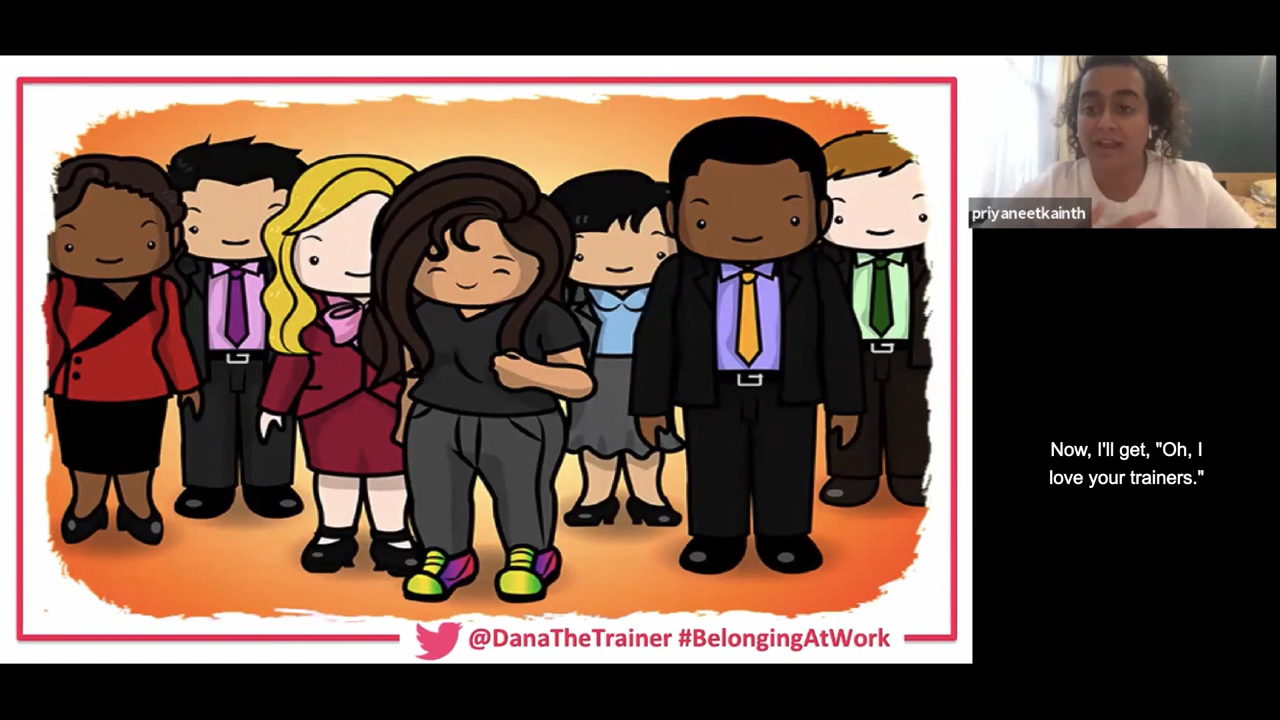 priyaneetkainth
Now, I'll get, "Oh, I
love your trainers."
@DanaTheTrainer #BelongingAtWork